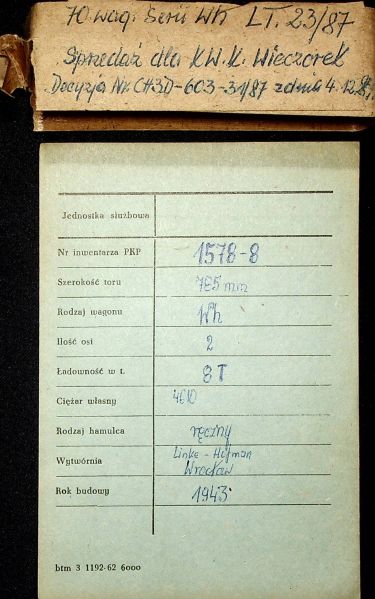 70 wag. Serii Wh LT. 23/87
Sprzedaż dla KW.K. Wieczorek
Decyzja Nr. CH3D-603-31/87 z dnia 4.12.
Jednostka służbowa
Nr inwentarza PKP 1578-8
Szerokość toru 785 mm
Rodzaj wagonu Wh
Ilość osi 2
Ładowność w t. 8 T
Ciężar własny 4610
Rodzaj hamulca ręczny
Wytwórnia Linke - Hofman
Wrocław
Rok budowy 1943
btm 3 1192-62 6000